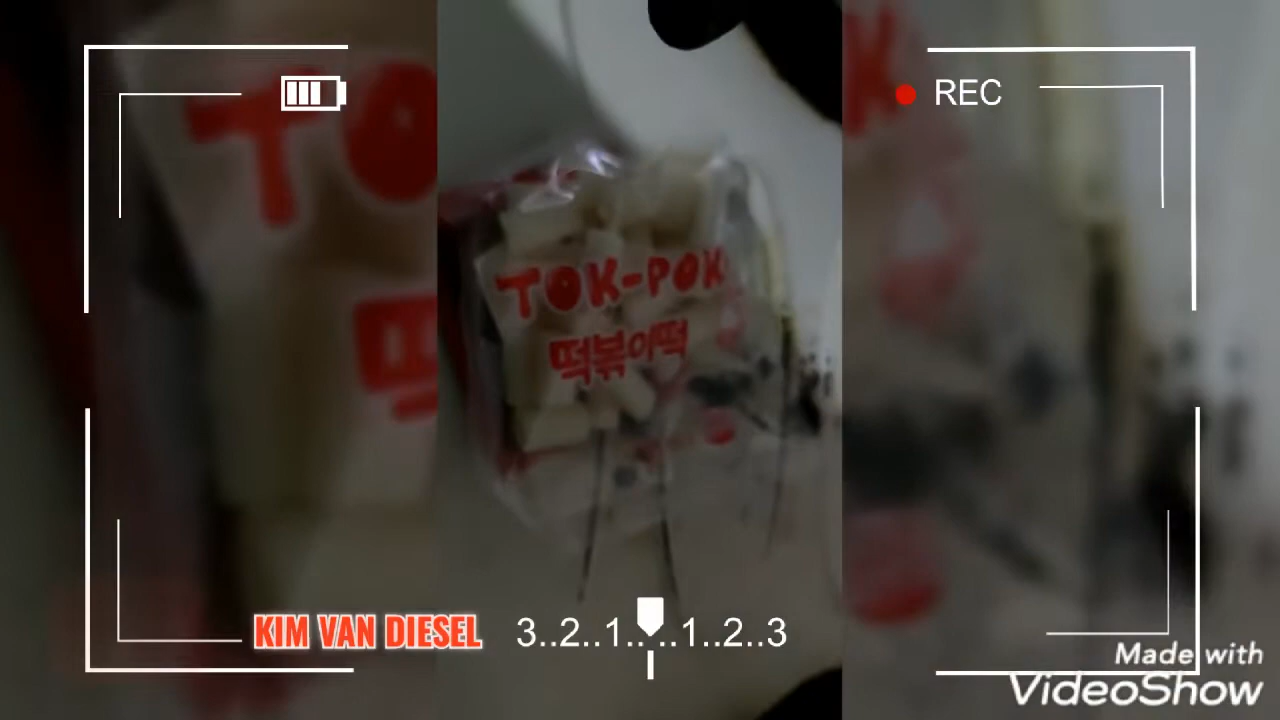 REC
TOK-POK
떡볶이떡
KIM VAN DIESEL
3..2..1....1..2..3
Made with
VideoShow